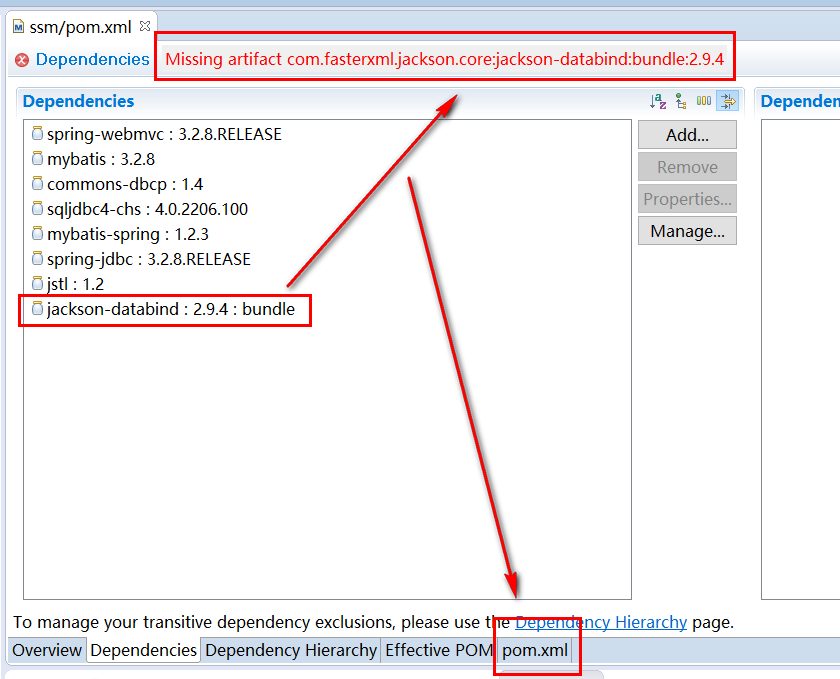 ssm/pom.xml
Dependencies Missing artifact com.fasterxml.jackson.core:jackson-databind:bundle:2.9.4
Dependencies
spring-webmvc : 3.2.8.RELEASE
mybatis : 3.2.8
commons-dbcp : 1.4
sqljdbc4-chs : 4.0.2206.100
mybatis-spring : 1.2.3
spring-jdbc : 3.2.8.RELEASE
jstl : 1.2
jackson-databind : 2.9.4 : bundle
Add...
Remove
Properties...
Manage...
Dependen
To manage your transitive dependency exclusions, please use the Dependency Hierarchy page.
Overview Dependencies Dependency Hierarchy Effective POM pom.xml